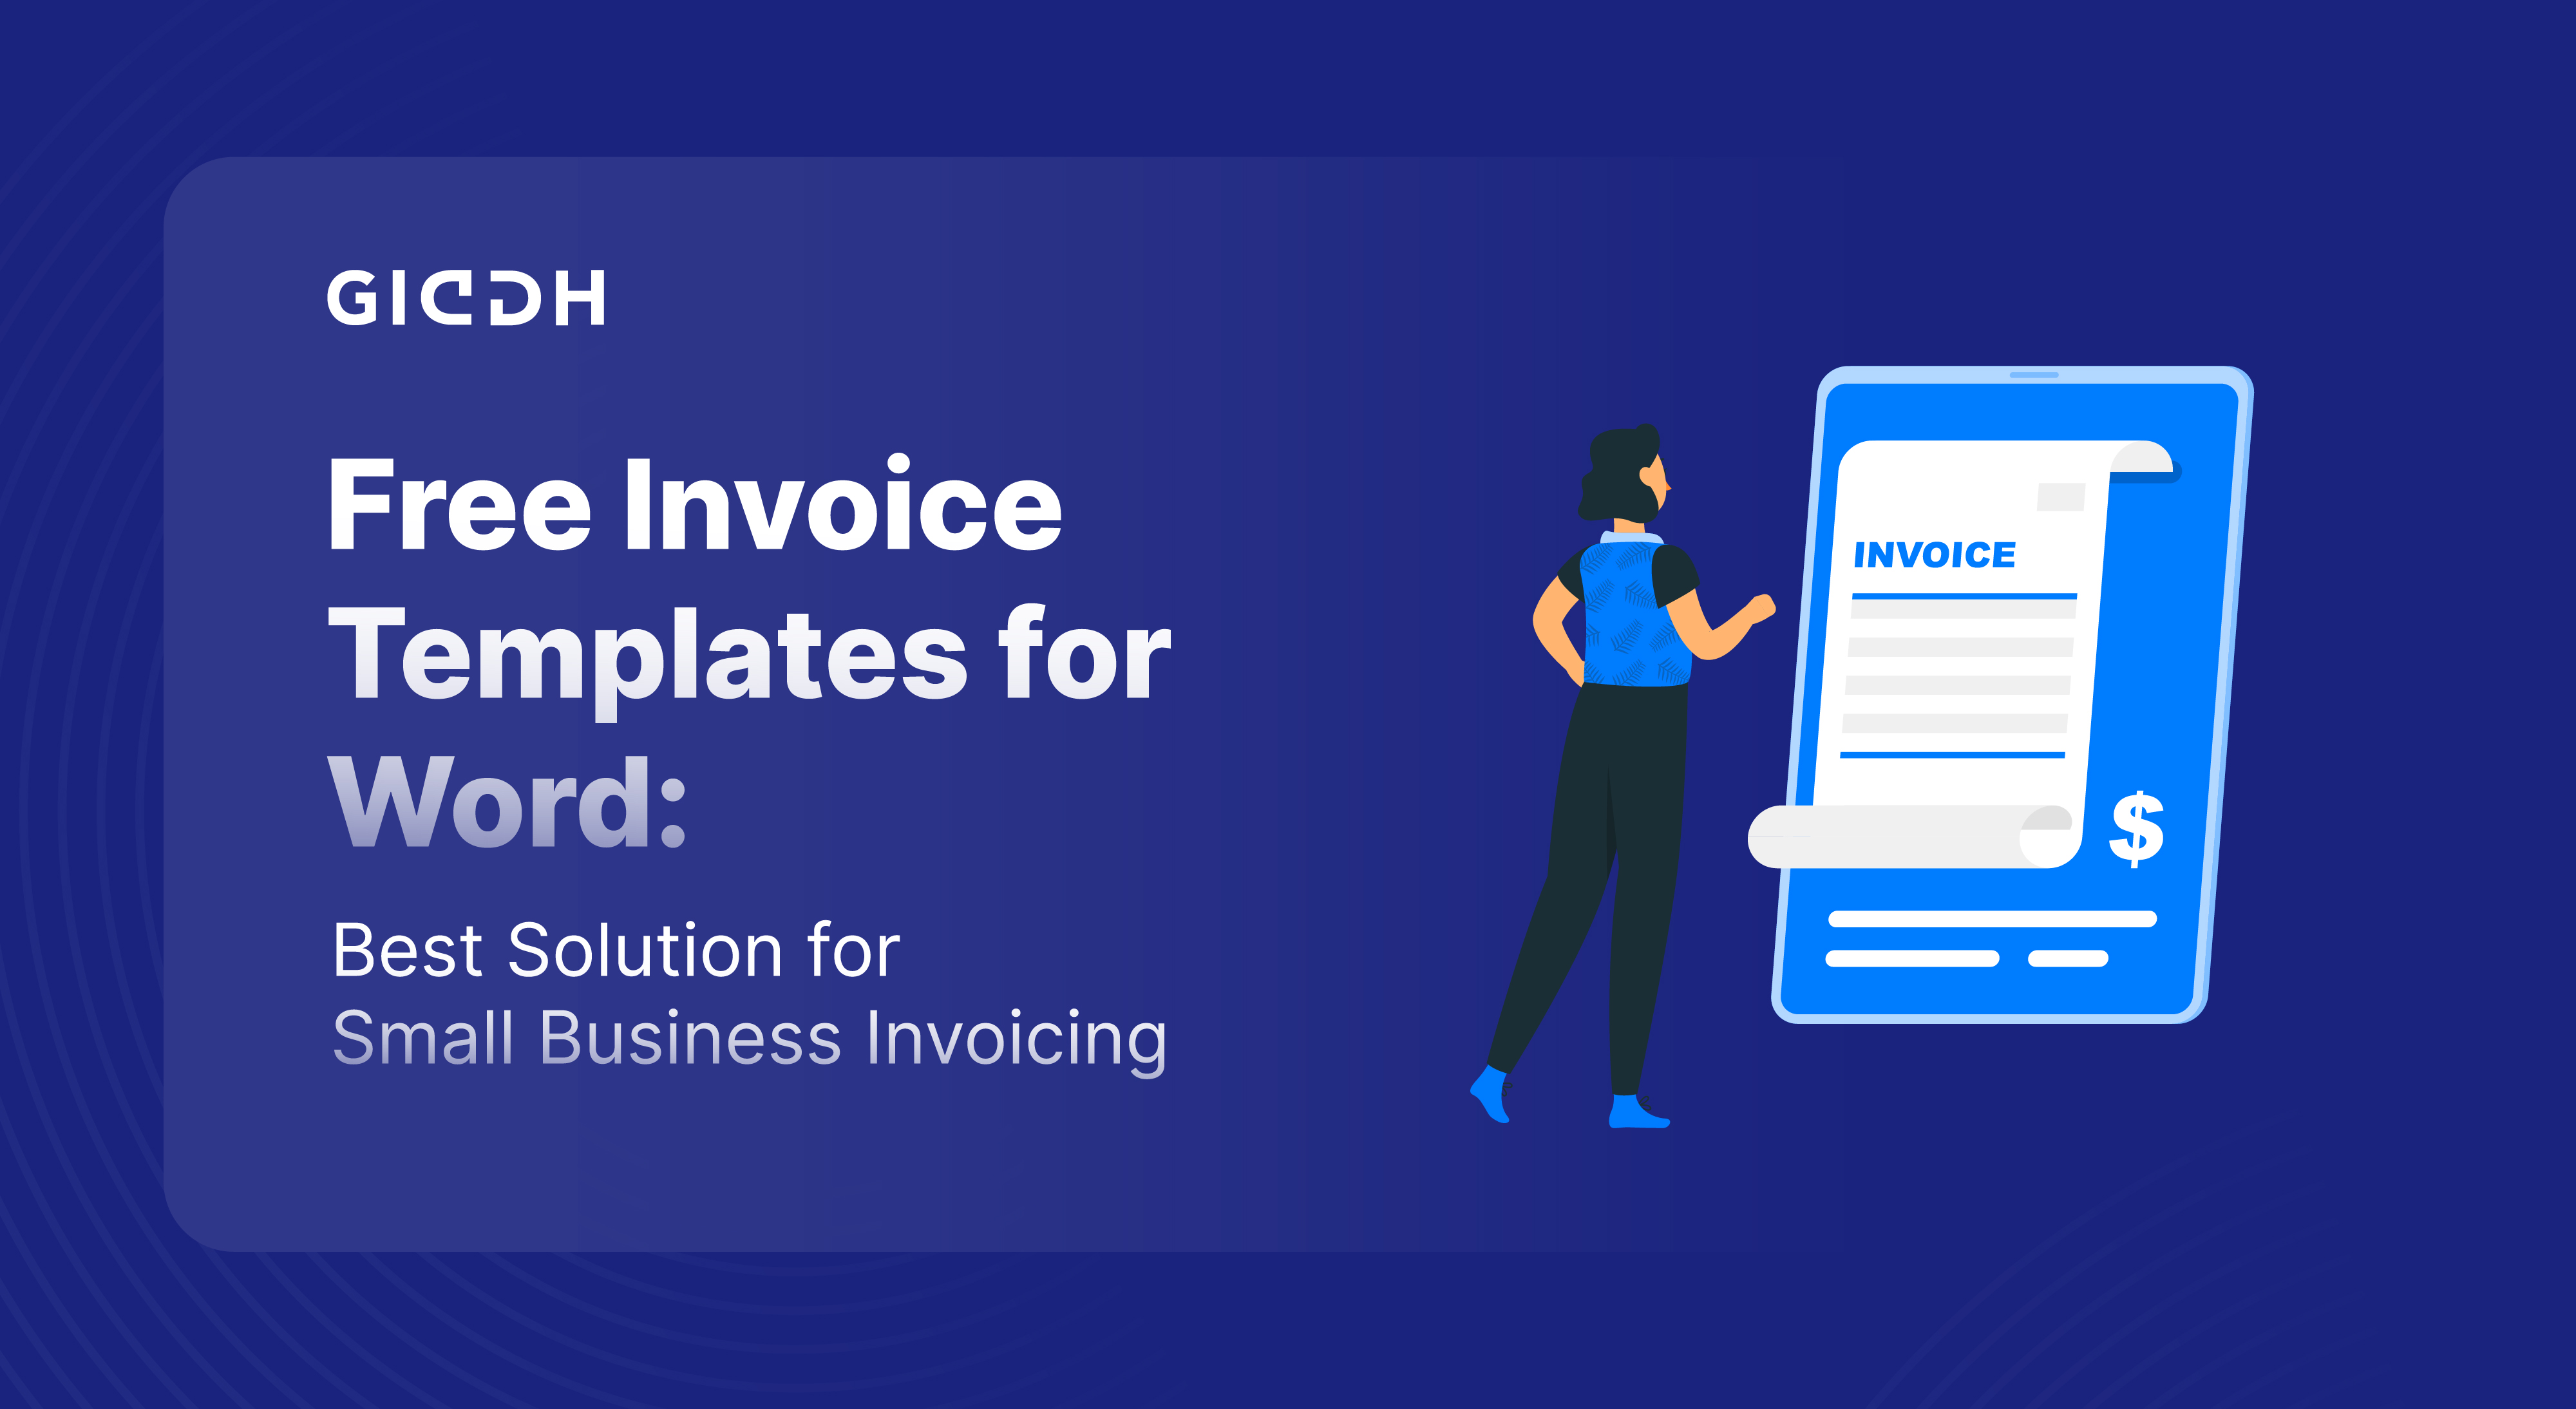 GIDDH
Free Invoice
Templates for
Word:
Best Solution for
Small Business Invoicing
INVOICE
$